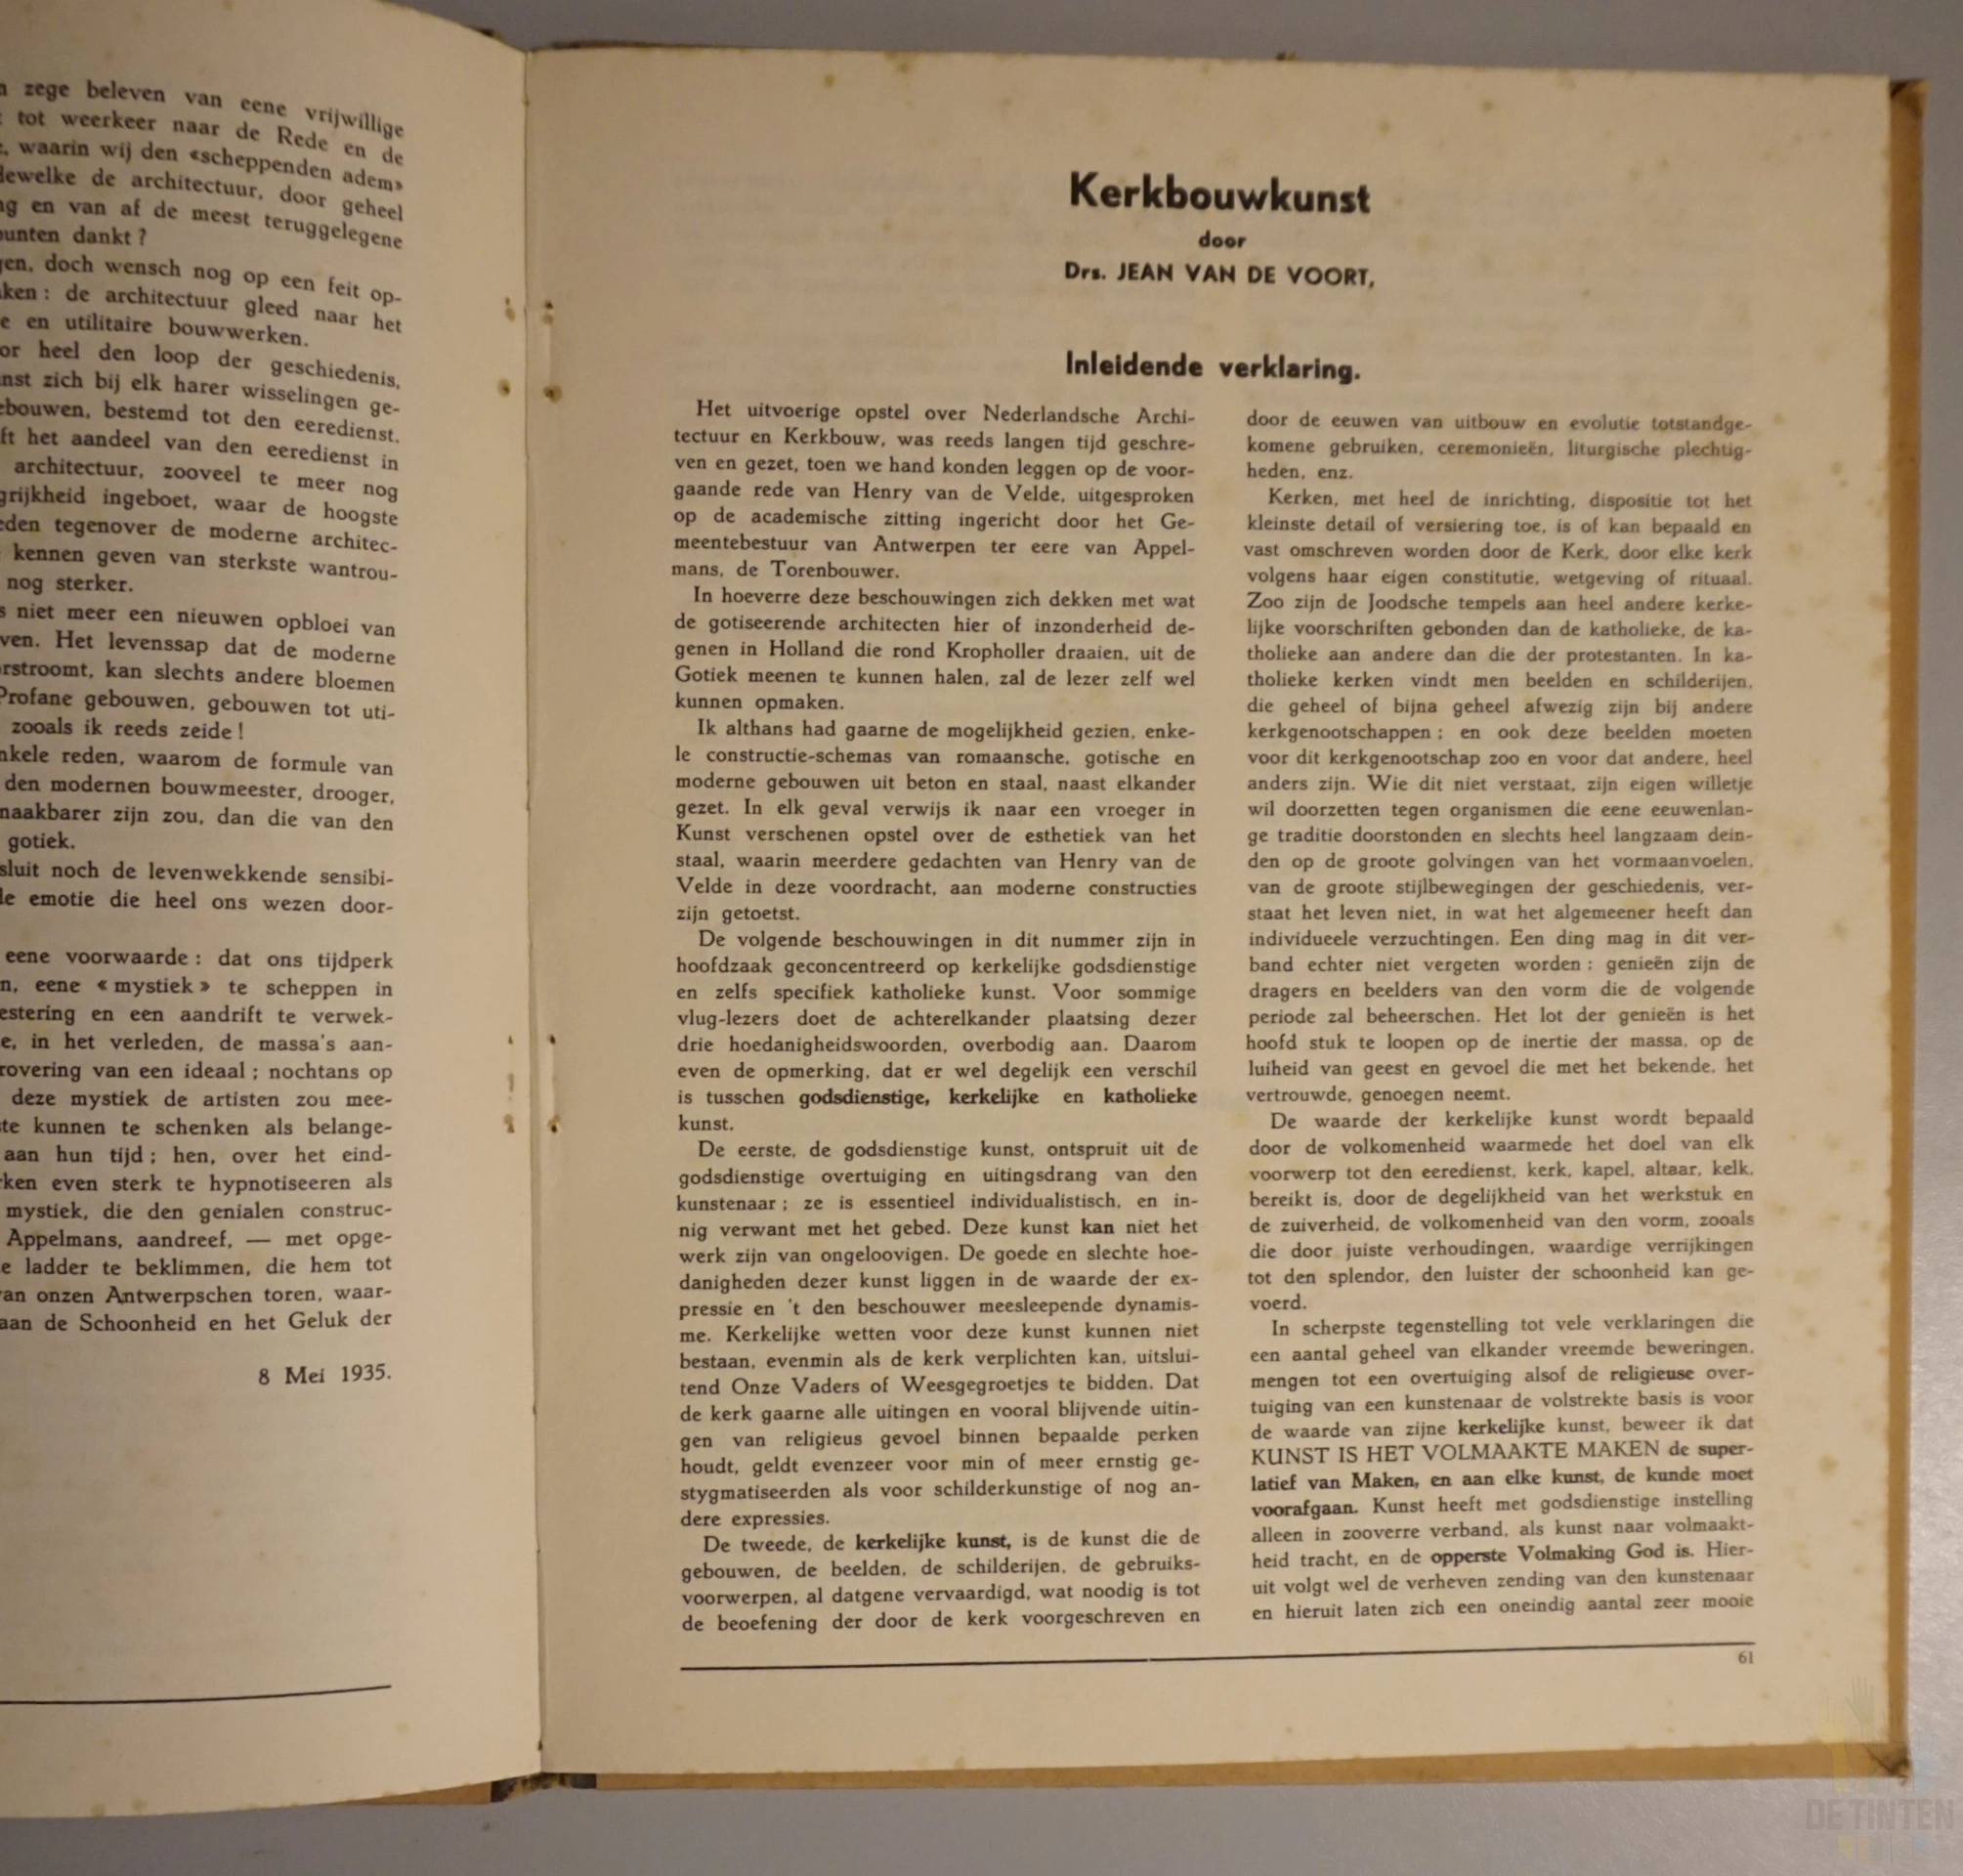 zege beleven van eene vrijwillige
tot weerkeer naar de Rede en de
waarin wij den «scheppenden adem»
dewelke de architectuur, door geheel
en van af de meest teruggelegene
dankt ?
doch wensch nog op een feit op-
de architectuur gleed naar het
en utilitaire bouwwerken.
heel den loop der geschiedenis,
zich bij elk harer wisselingen ge-
bestemd tot den eeredienst.
het aandeel van den eeredienst in
architectuur, zooveel te meer nog
ingeboet, waar de hoogste
tegenover de moderne architec-
kennen geven van sterkste wantrou-
nog sterker.
niet meer een nieuwen opbloei van
Het levenssap dat de moderne
kan slechts andere bloemen
Profane gebouwen, gebouwen tot uti-
zooals ik reeds zeide !
reden, waarom de formule van
den modernen bouwmeester, drooger,
zijn zou, dan die van den
gotiek.
noch de levenwekkende sensibi-
emotie die heel ons wezen door-
eene voorwaarde : dat ons tijdperk
eene « mystiek » te scheppen in
en een aandrift te verwek-
in het verleden, de massa's aan-
van een ideaal ; nochtans op
deze mystiek de artisten zou mee-
kunnen te schenken als belange-
aan hun tijd ; hen, over het eind-
even sterk te hypnotiseeren als
mystiek, die den genialen construc-
Appelmans, aandreef, — met opge-
ladder te beklimmen, die hem tot
van onzen Antwerpschen toren, waar-
aan de Schoonheid en het Geluk der
8 Mei 1935.
Kerkbouwkunst
door
Drs. JEAN VAN DE VOORT,
Inleidende verklaring.
Het uitvoerige opstel over Nederlandsche Archi-
tectuur en Kerkbouw, was reeds langen tijd geschre-
ven en gezet, toen we hand konden leggen op de voor-
gaande rede van Henry van de Velde, uitgesproken
op de academische zitting ingericht door het Ge-
meentebestuur van Antwerpen ter eere van Appel-
mans, de Torenbouwer.
In hoeverre deze beschouwingen zich dekken met wat
de gotiseerende architecten hier of inzonderheid de-
genen in Holland die rond Kropholler draaien, uit de
Gotiek meenen te kunnen halen, zal de lezer zelf wel
kunnen opmaken.
Ik althans had gaarne de mogelijkheid gezien, enke-
le constructie-schemas van romaansche, gotische en
moderne gebouwen uit beton en staal, naast elkander
gezet. In elk geval verwijs ik naar een vroeger in
Kunst verschenen opstel over de esthetiek van het
staal, waarin meerdere gedachten van Henry van de
Velde in deze voordracht, aan moderne constructies
zijn getoetst.
De volgende beschouwingen in dit nummer zijn in
hoofdzaak geconcentreerd op kerkelijke godsdienstige
en zelfs specifiek katholieke kunst. Voor sommige
vlug-lezers doet de achterelkander plaatsing dezer
drie hoedanigheidswoorden, overbodig aan. Daarom
even de opmerking, dat er wel degelijk een verschil
is tusschen godsdienstige, kerkelijke en katholieke
kunst.
De eerste, de godsdienstige kunst, ontspruit uit de
godsdienstige overtuiging en uitingsdrang van den
kunstenaar ; ze is essentieel individualistisch, en in-
nig verwant met het gebed. Deze kunst kan niet het
werk zijn van ongeloovigen. De goede en slechte hoe-
danigheden dezer kunst liggen in de waarde der ex-
pressie en 't den beschouwer meesleepende dynamis-
me. Kerkelijke wetten voor deze kunst kunnen niet
bestaan, evenmin als de kerk verplichten kan, uitslui-
tend Onze Vaders of Weesgegroetjes te bidden. Dat
de kerk gaarne alle uitingen en vooral blijvende uitin-
gen van religieus gevoel binnen bepaalde perken
houdt, geldt evenzeer voor min of meer ernstig ge-
stygmatiseerden als voor schilderkunstige of nog an-
dere expressies.
De tweede, de kerkelijke kunst, is de kunst die de
gebouwen, de beelden, de schilderijen, de gebruiks-
voorwerpen, al datgene vervaardigd, wat noodig is tot
de beoefening der door de kerk voorgeschreven en
door de eeuwen van uitbouw en evolutie totstandge-
komene gebruiken, ceremonieën, liturgische plechtig-
heden, enz.
Kerken, met heel de inrichting, dispositie tot het
kleinste detail of versiering toe, is of kan bepaald en
vast omschreven worden door de Kerk, door elke kerk
volgens haar eigen constitutie, wetgeving of rituaal.
Zoo zijn de Joodsche tempels aan heel andere kerke-
lijke voorschriften gebonden dan de katholieke, de ka-
tholieke aan andere dan die der protestanten. In ka-
tholieke kerken vindt men beelden en schilderijen,
die geheel of bijna geheel afwezig zijn bij andere
kerkgenootschappen ; en ook deze beelden moeten
voor dit kerkgenootschap zoo en voor dat andere, heel
anders zijn. Wie dit niet verstaat, zijn eigen willetje
wil doorzetten tegen organismen die eene eeuwenlan-
ge traditie doorstonden en slechts heel langzaam dein-
den op de groote golvingen van het vormaanvoelen,
van de groote stijlbewegingen der geschiedenis, ver-
staat het leven niet, in wat het algemeener heeft dan
individueele verzuchtingen. Een ding mag in dit ver-
band echter niet vergeten worden : genieën zijn de
dragers en beelders van den vorm die de volgende
periode zal beheerschen. Het lot der genieën is het
hoofd stuk te loopen op de inertie der massa, op de
luiheid van geest en gevoel die met het bekende, het
vertrouwde, genoegen neemt.
De waarde der kerkelijke kunst wordt bepaald
door de volkomenheid waarmede het doel van elk
voorwerp tot den eeredienst, kerk, kapel, altaar, kelk,
bereikt is, door de degelijkheid van het werkstuk en
de zuiverheid, de volkomenheid van den vorm, zooals
die door juiste verhoudingen, waardige verrijkingen
tot den splendor, den luister der schoonheid kan ge-
voerd.
In scherpste tegenstelling tot vele verklaringen die
een aantal geheel van elkander vreemde beweringen,
mengen tot een overtuiging alsof de religieuse over-
tuiging van een kunstenaar de volstrekte basis is voor
de waarde van zijne kerkelijke kunst, beweer ik dat
KUNST IS HET VOLMAAKTE MAKEN de super-
latief van Maken, en aan elke kunst, de kunde moet
voorafgaan. Kunst heeft met godsdienstige instelling
alleen in zooverre verband, als kunst naar volmaakt-
heid tracht, en de opperste Volmaking God is. Hier-
uit volgt wel de verheven zending van den kunstenaar
en hieruit laten zich een oneindig aantal zeer mooie
61
DE TINTEN